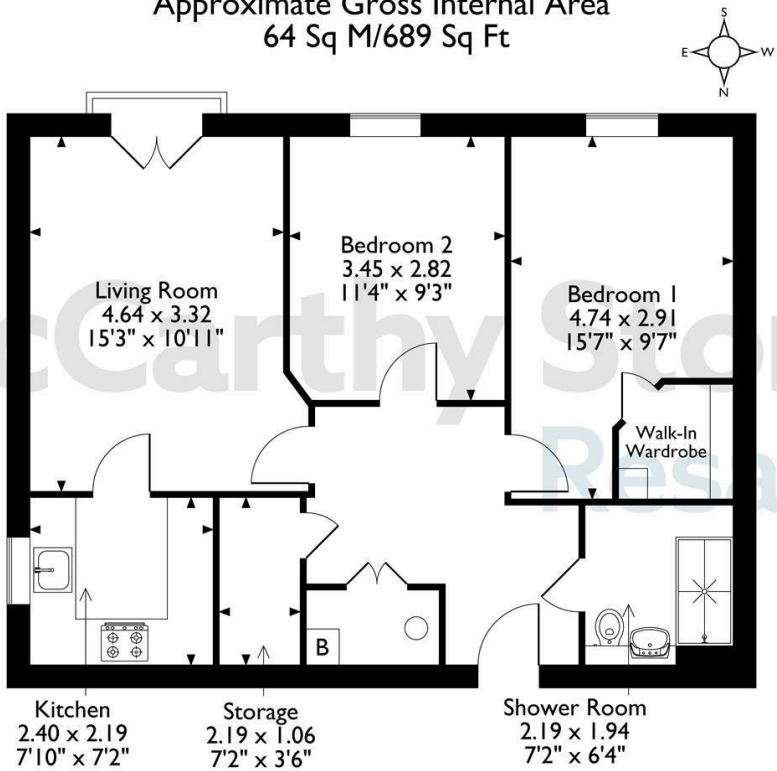 Approximate Gross Internal Area
64 Sq M/689 Sq Ft
S
E W
N
Living Room
4.64 x 3.32
15'3" x 10'11"
Bedroom 2
3.45 x 2.82
11'4" x 9'3"
Bedroom 1
4.74 x 2.91
15'7" x 9'7"
cCarthy Sto
Resa
Walk-In
Wardrobe
B
Kitchen
2.40 x 2.19
7'10" x 7'2"
Storage
2.19 x 1.06
7'2" x 3'6"
Shower Room
2.19 x 1.94
7'2" x 6'4"